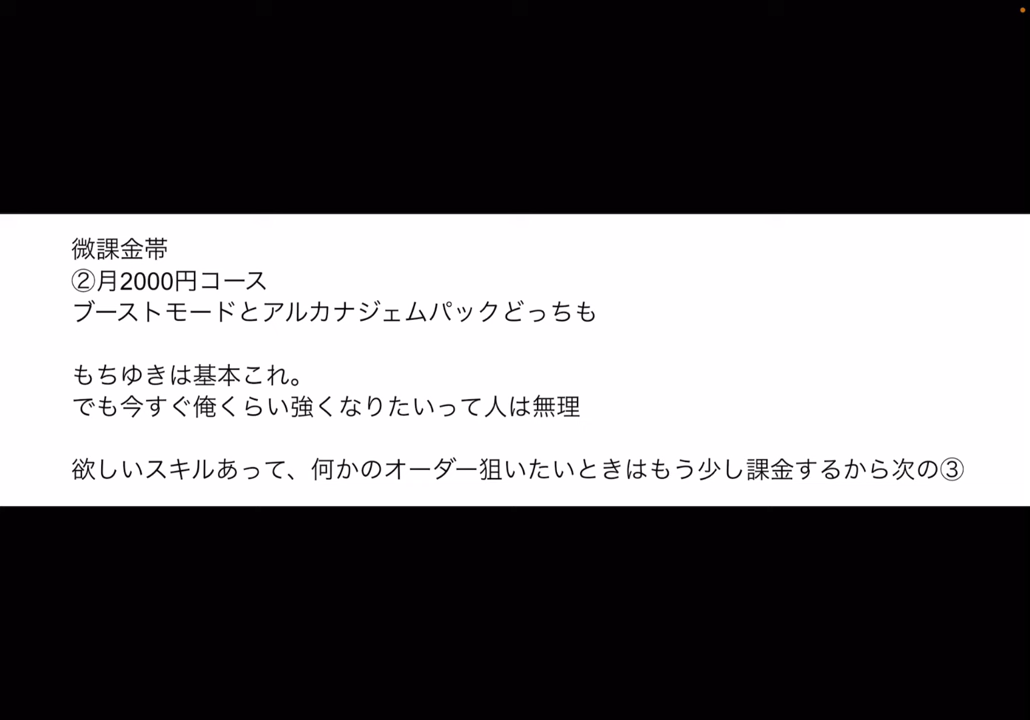 微課金帯
②月2000円コース
ブーストモードとアルカナジェムパックどっちも
もちゆきは基本これ。
でも今すぐ俺くらい強くなりたいって人は無理
欲しいスキルあって、何かのオーダー狙いたいときはもう少し課金するから次の③